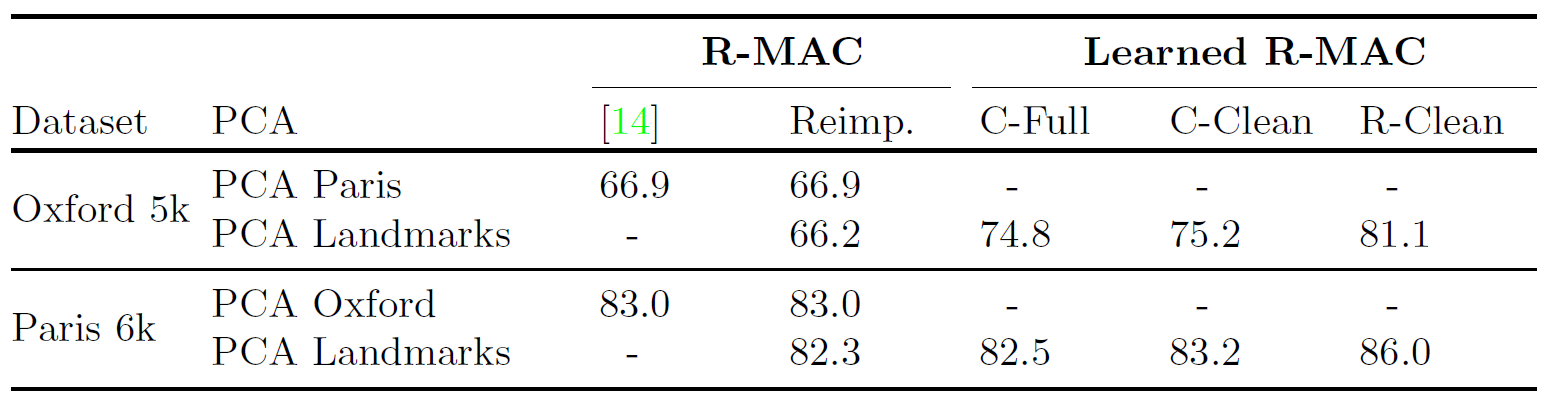 R-MAC Learned R-MAC
Dataset PCA [14] Reimp. C-Full C-Clean R-Clean
Oxford 5k PCA Paris 66.9 66.9 - - -
PCA Landmarks - 66.2 74.8 75.2 81.1
Paris 6k PCA Oxford 83.0 83.0 - - -
PCA Landmarks - 82.3 82.5 83.2 86.0